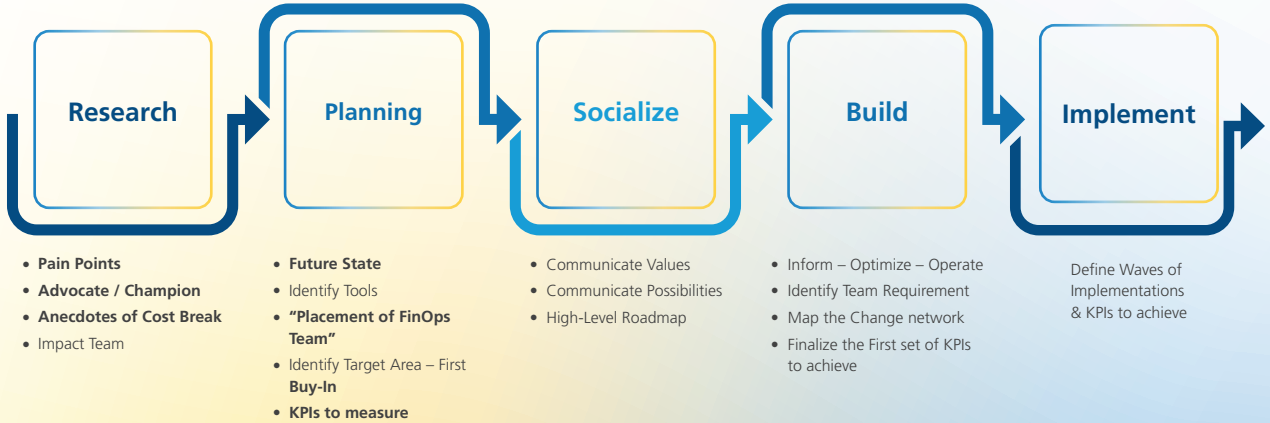 Research
Planning
Socialize
Build
Implement
• Pain Points
• Advocate / Champion
• Anecdotes of Cost Break
• Impact Team
• Future State
• Identify Tools
• “Placement of FinOps
Team”
• Identify Target Area – First
Buy-In
• KPIs to measure
• Communicate Values
• Communicate Possibilities
• High-Level Roadmap
• Inform – Optimize – Operate
• Identify Team Requirement
• Map the Change network
• Finalize the First set of KPIs
to achieve
Define Waves of
Implementations
& KPIs to achieve